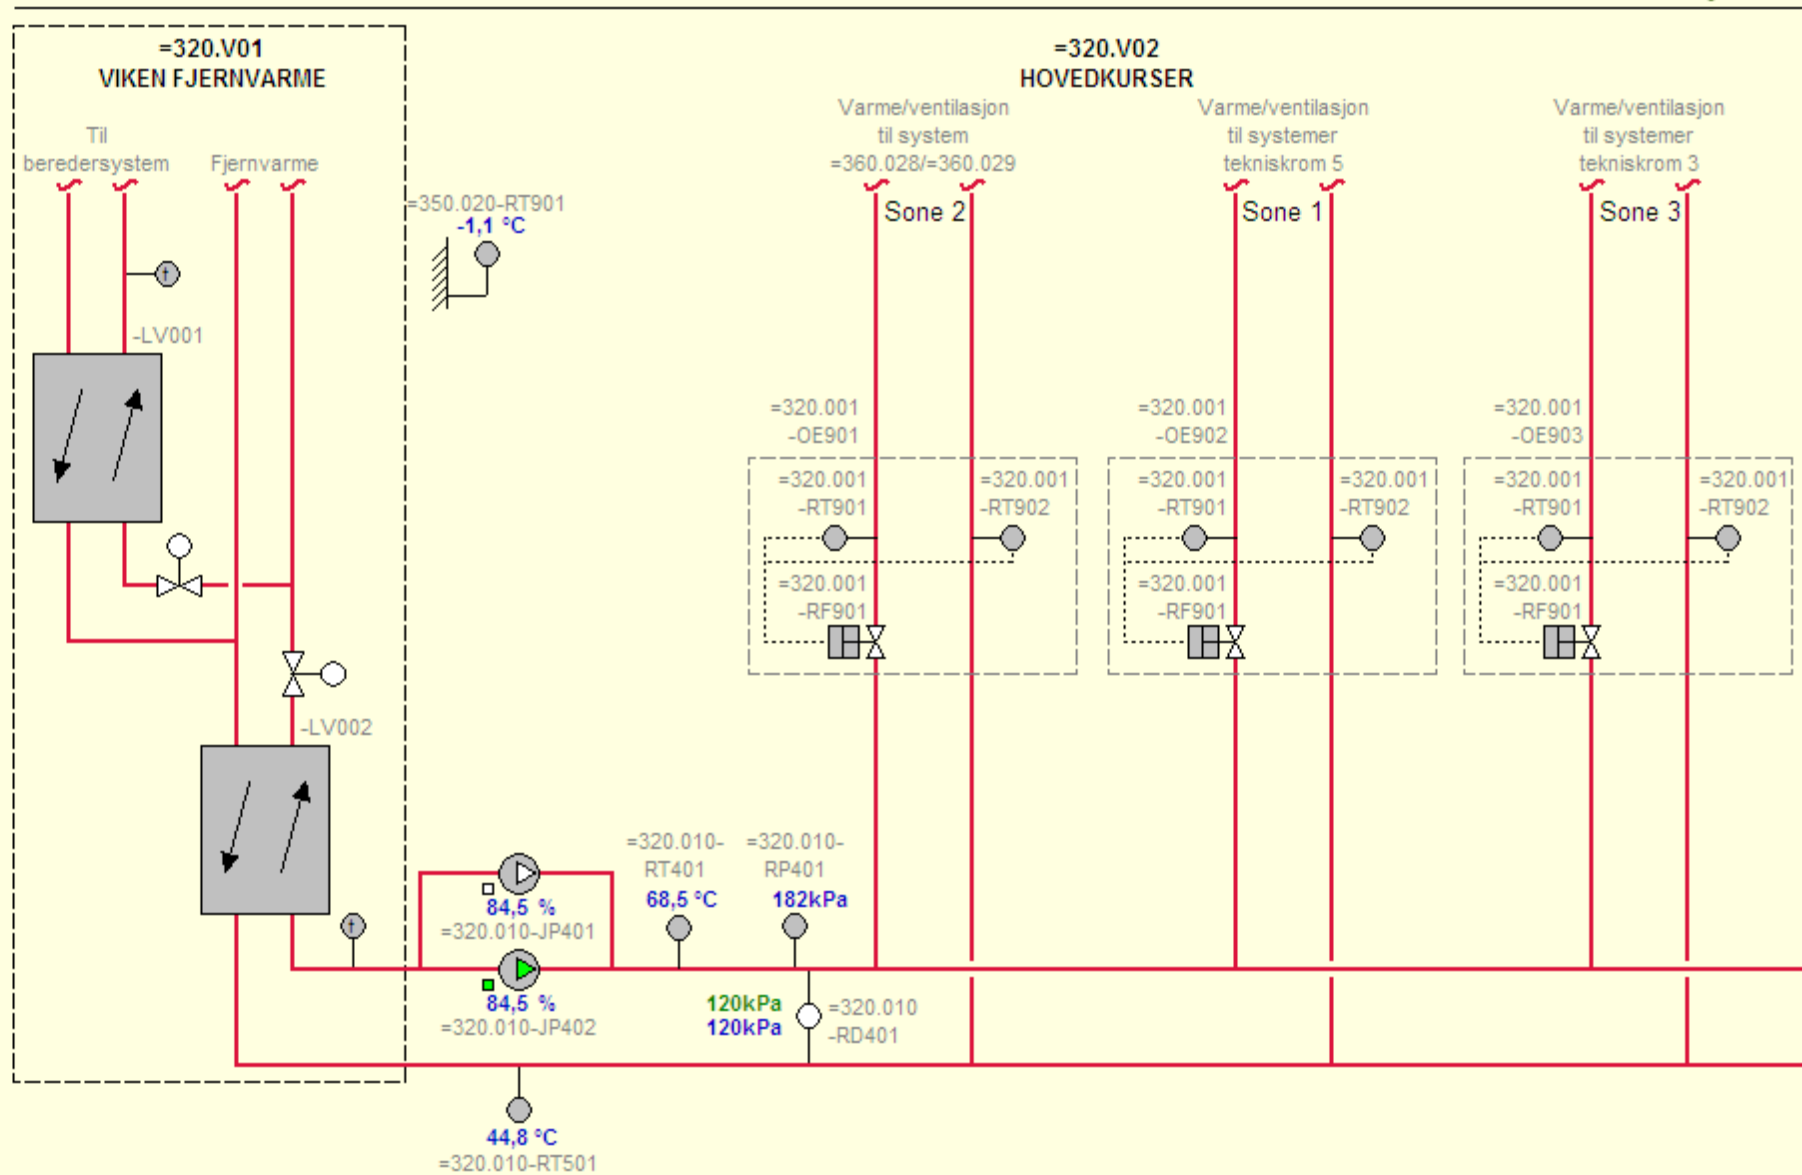 =320.V01
VIKEN FJERNVARME
Til
beredersystem
Fjernvarme
t
-LV001
-LV002
t
=350.020-RT901
-1,1 ºC
=320.V02
HOVEDKURSER
Varme/ventilasjon
til system
=360.028/=360.029
Sone 2
Varme/ventilasjon
til systemer
tekniskrom 5
Sone 1
Varme/ventilasjon
til systemer
tekniskrom 3
Sone 3
=320.001
-OE901
=320.001
-RT901
=320.001
-RT902
=320.001
-RF901
=320.001
-OE902
=320.001
-RT901
=320.001
-RT902
=320.001
-RF901
=320.001
-OE903
=320.001
-RT901
=320.001
-RT902
=320.001
-RF901
84,5 %
=320.010-JP401
84,5 %
=320.010-JP402
=320.010-
RT401
68,5 ºC
=320.010-
RP401
182kPa
120kPa
120kPa
=320.010
-RD401
44,8 ºC
=320.010-RT501